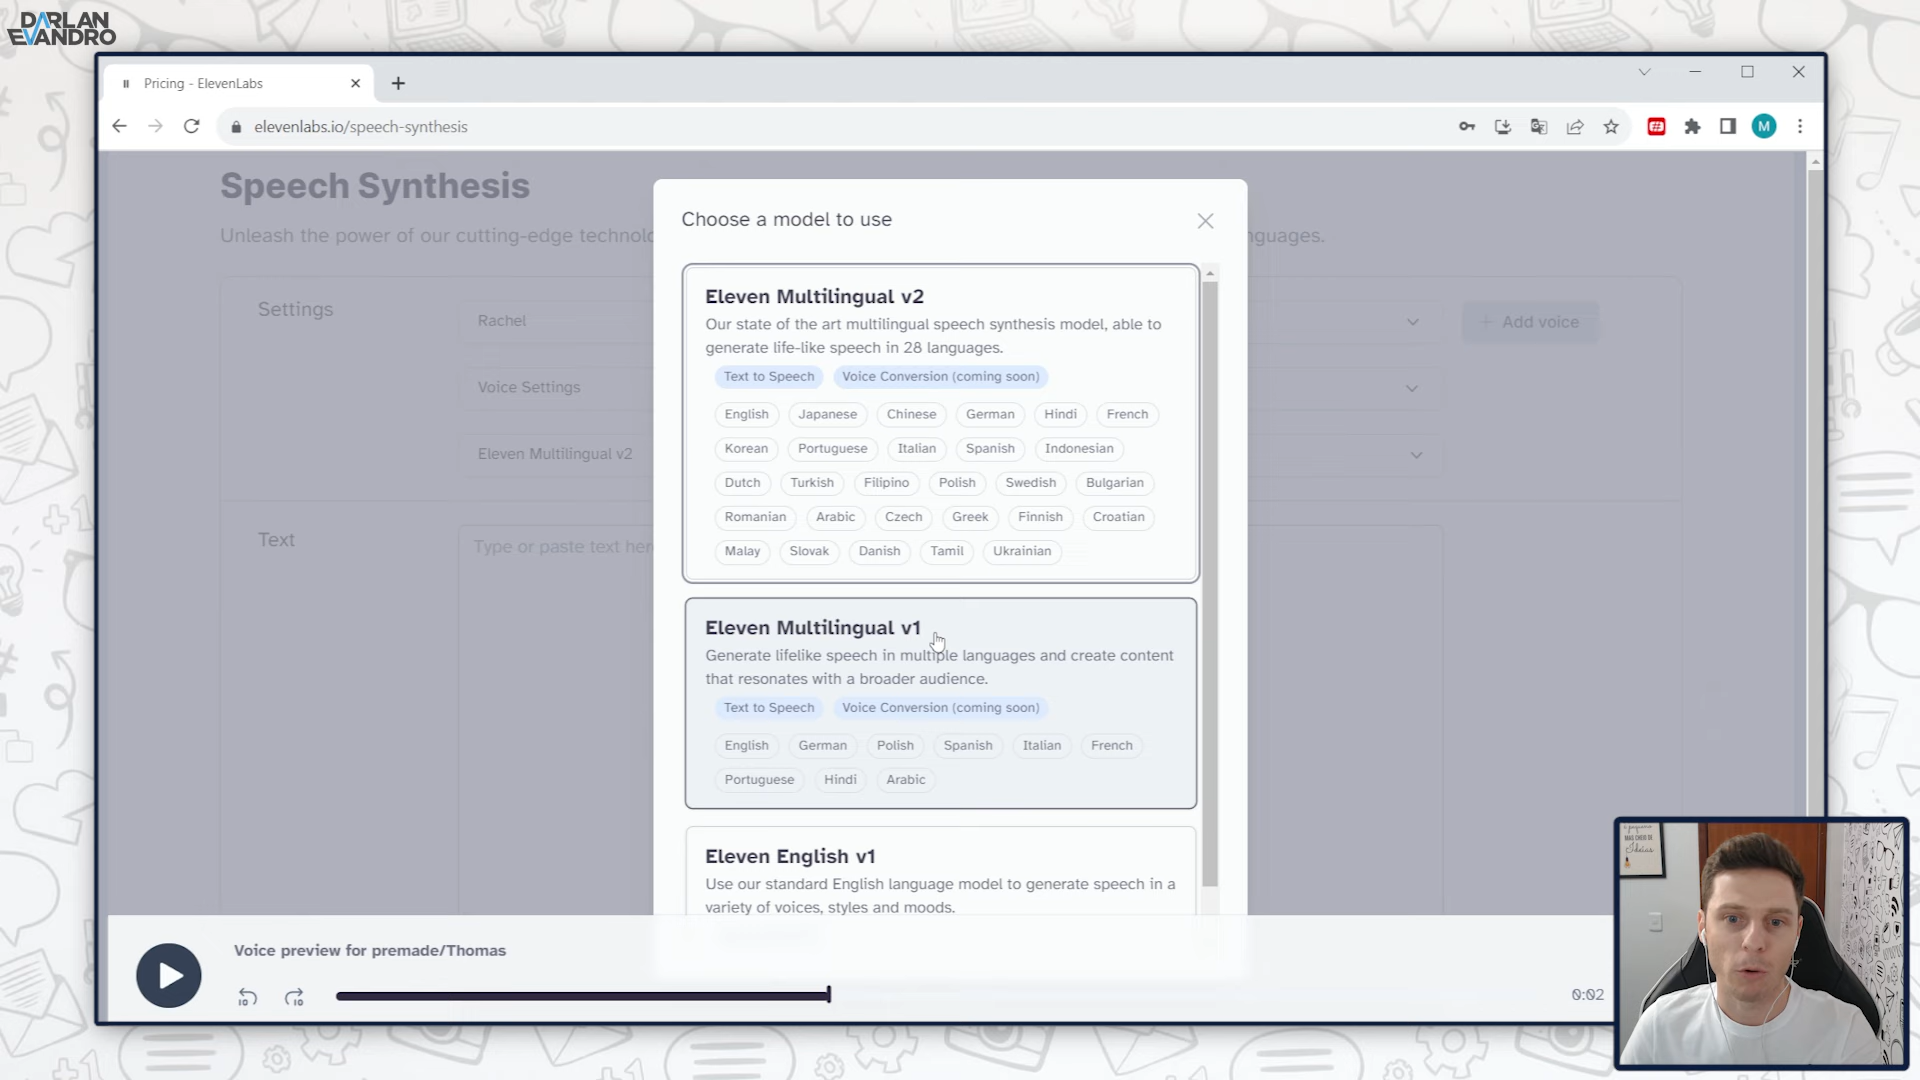 DARLAN
EVANDRO
Pricing - ElevenLabs
elevenlabs.io/speech-synthesis
M
Speech Synthesis
Unleash the power of our cutting-edge technolo
nguages.
Settings
Rachel
+ Add voice
Voice Settings
Eleven Multilingual v2
Text
Type or paste text here
Choose a model to use
Eleven Multilingual v2
Our state of the art multilingual speech synthesis model, able to
generate life-like speech in 28 languages.
Text to Speech Voice Conversion (coming soon)
English Japanese Chinese German Hindi French
Korean Portuguese Italian Spanish Indonesian
Dutch Turkish Filipino Polish Swedish Bulgarian
Romanian Arabic Czech Greek Finnish Croatian
Malay Slovak Danish Tamil Ukrainian
Eleven Multilingual v1
Generate lifelike speech in multiple languages and create content
that resonates with a broader audience.
Text to Speech Voice Conversion (coming soon)
English German Polish Spanish Italian French
Portuguese Hindi Arabic
Eleven English v1
Use our standard English language model to generate speech in a
variety of voices, styles and moods.
Voice preview for premade/Thomas
10 10
0:02
MAS CHEIO DE
Ideias